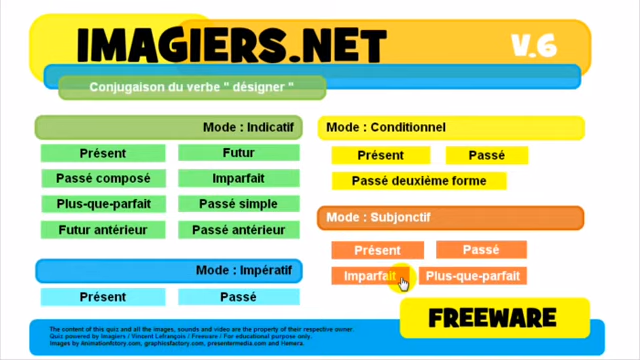 IMAGIERS.NET
V.6
Conjugaison du verbe " désigner "
Mode : Indicatif
Présent
Futur
Passé composé
Imparfait
Plus-que-parfait
Passé simple
Futur antérieur
Passé antérieur
Mode : Impératif
Présent
Passé
Mode : Conditionnel
Présent
Passé
Passé deuxième forme
Mode : Subjonctif
Présent
Passé
Imparfait
Plus-que-parfait
FREEWARE
The content of this quiz and all the images, sounds and video are the property of their respective owner.
Quiz powered by Imagiers / Vincent Lefrançois / Freeware / For educational purpose only.
Images by Animationfctory.com, graphicsfactory.com, presentermedia.com and Hemera.